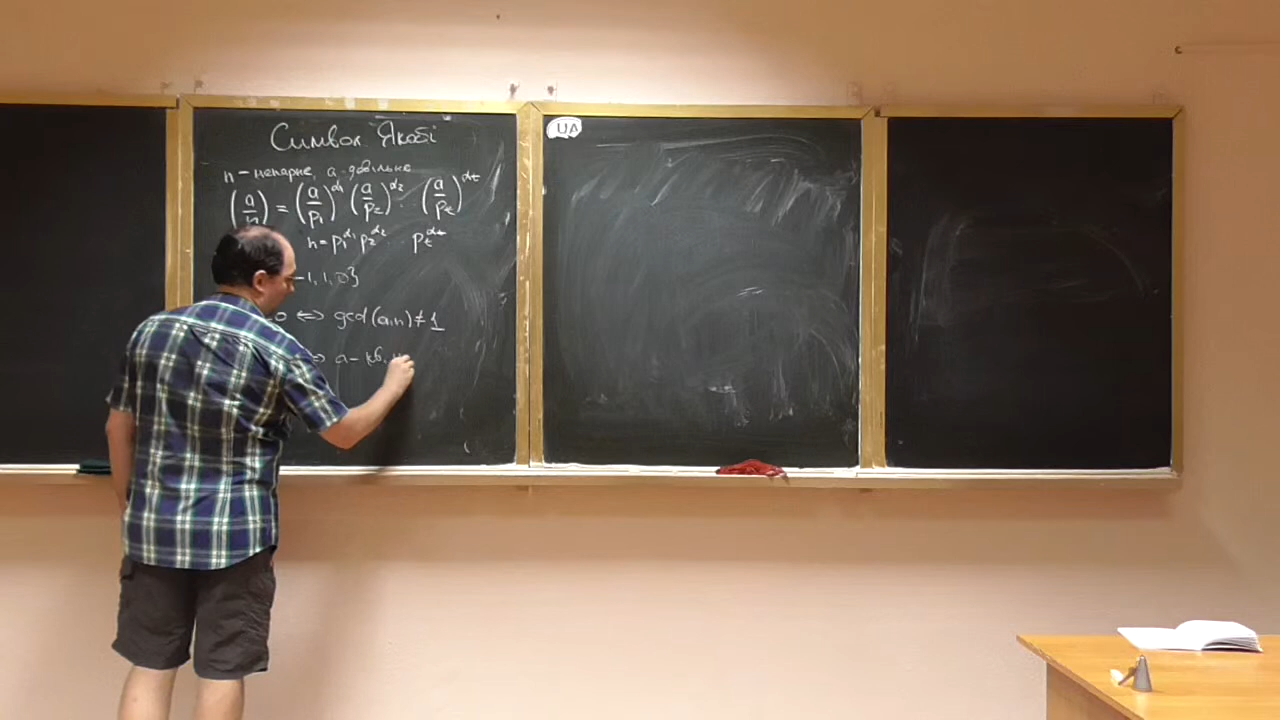 Символ Якобі
n - непарне, a - довільне
(a/n) = (a/p₁)^α₁ (a/p₂)^α₂ ... (a/pₜ)^αₜ
n = p₁^α₁ p₂^α₂ ... pₜ^αₜ
-1, 1, 0}
0 ⇔ gcd(a,n) ≠ 1
⇒ a - кв.
UA